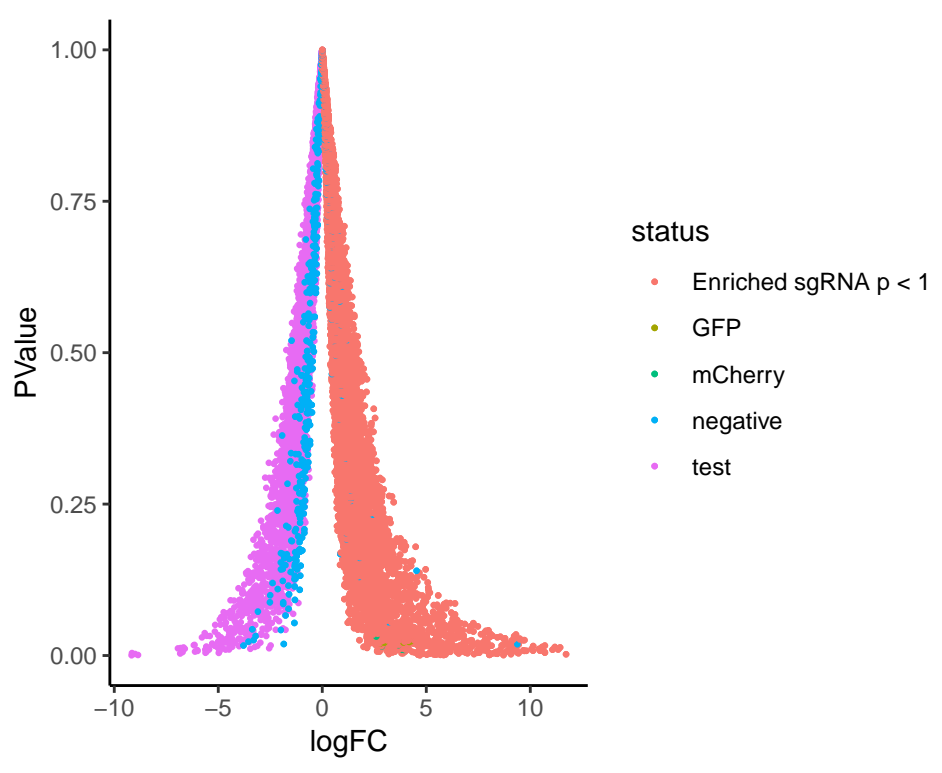 1.00
0.75
0.50
0.25
0.00
PValue
−10
−5
0
5
10
logFC
status
Enriched sgRNA p < 1
GFP
mCherry
negative
test